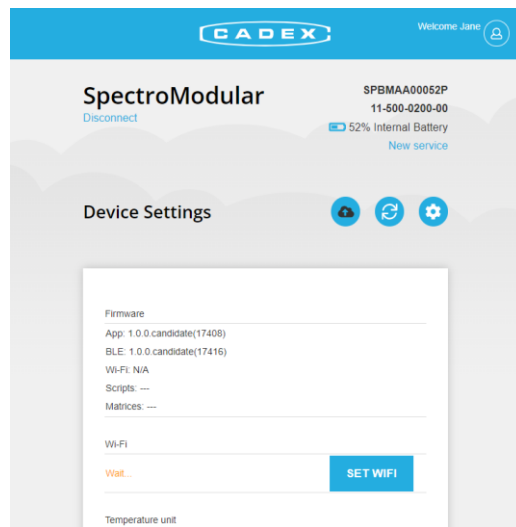 CADEX
Welcome Jane
SpectroModular
Disconnect
SPBMAA00052P
11-500-0200-00
52% Internal Battery
New service
Device Settings
Firmware
App: 1.0.0.candidate(17408)
BLE: 1.0.0.candidate(17416)
Wi-Fi: N/A
Scripts: ---
Matrices: ---
Wi-Fi
Wait...
SET WIFI
Temperature unit